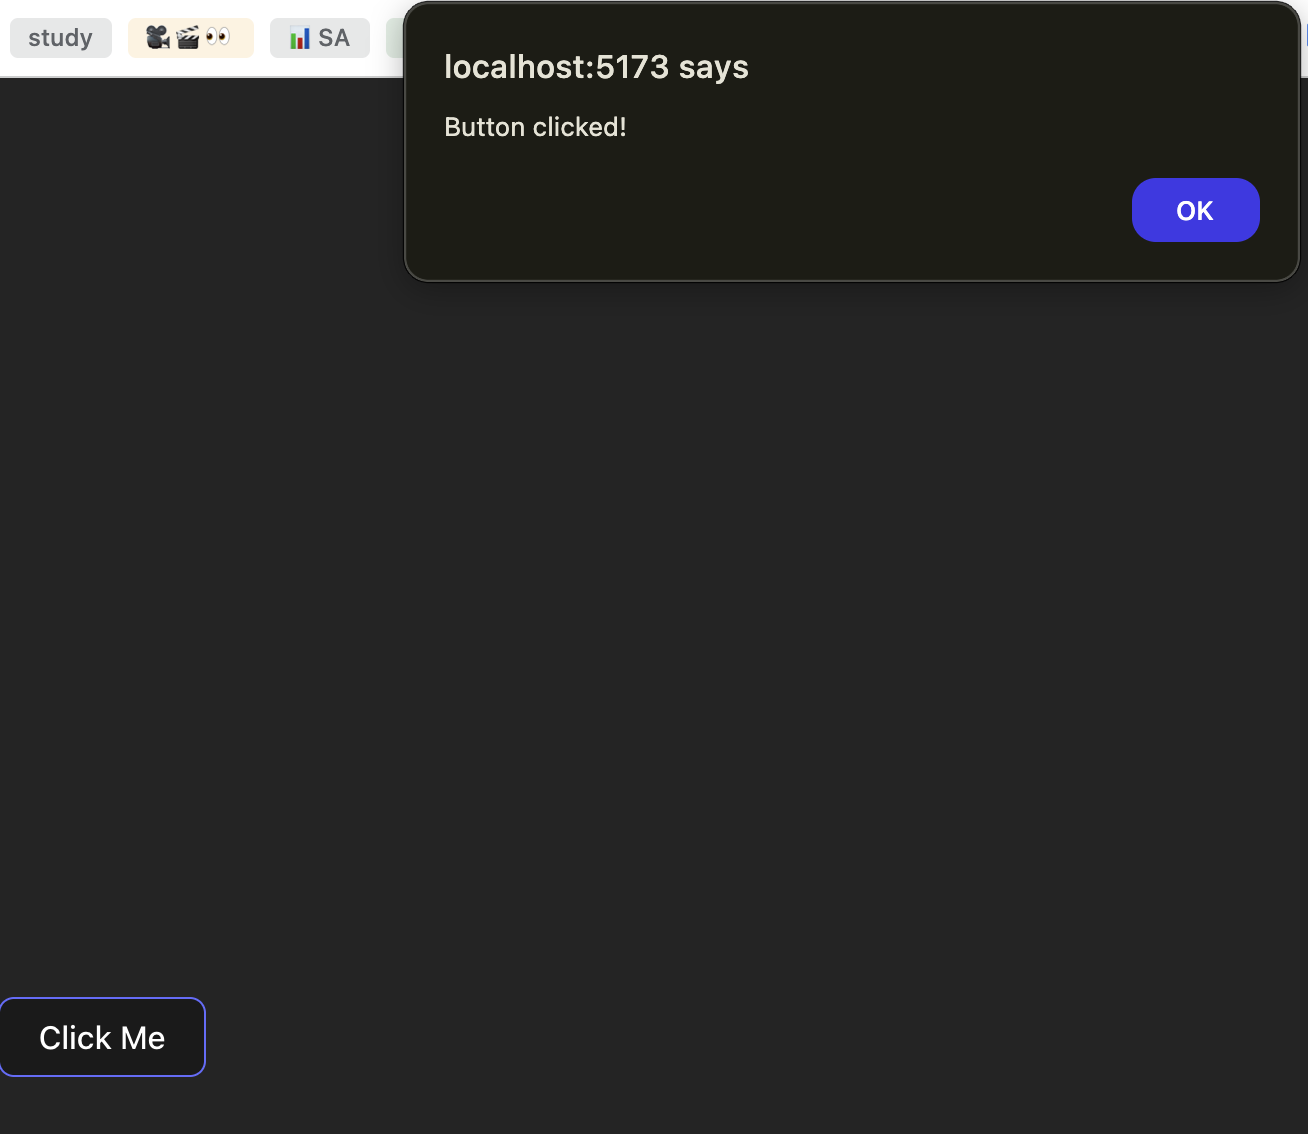 study
🎥🎬👀
📊 SA
localhost:5173 says
Button clicked!
OK
Click Me